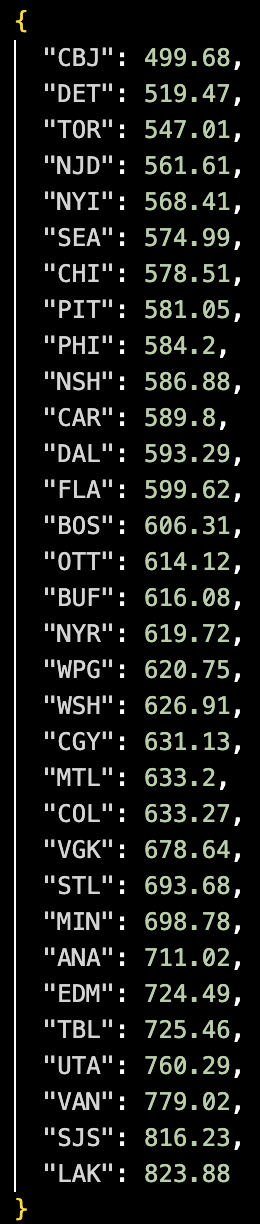 {
"CBJ": 499.68,
"DET": 519.47,
"TOR": 547.01,
"NJD": 561.61,
"NYI": 568.41,
"SEA": 574.99,
"CHI": 578.51,
"PIT": 581.05,
"PHI": 584.2,
"NSH": 586.88,
"CAR": 589.8,
"DAL": 593.29,
"FLA": 599.62,
"BOS": 606.31,
"OTT": 614.12,
"BUF": 616.08,
"NYR": 619.72,
"WPG": 620.75,
"WSH": 626.91,
"CGY": 631.13,
"MTL": 633.2,
"COL": 633.27,
"VGK": 678.64,
"STL": 693.68,
"MIN": 698.78,
"ANA": 711.02,
"EDM": 724.49,
"TBL": 725.46,
"UTA": 760.29,
"VAN": 779.02,
"SJS": 816.23,
"LAK": 823.88
}